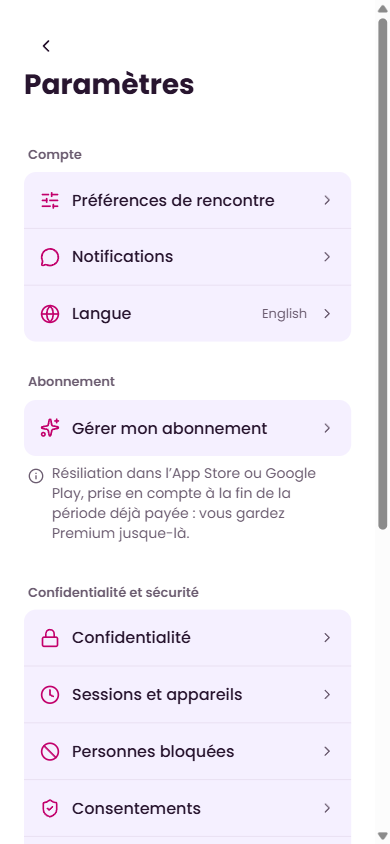 Paramètres
Compte
Préférences de rencontre
Notifications
Langue English
Abonnement
Gérer mon abonnement
Résiliation dans l’App Store ou Google
Play, prise en compte à la fin de la
période déjà payée : vous gardez
Premium jusque-là.
Confidentialité et sécurité
Confidentialité
Sessions et appareils
Personnes bloquées
Consentements